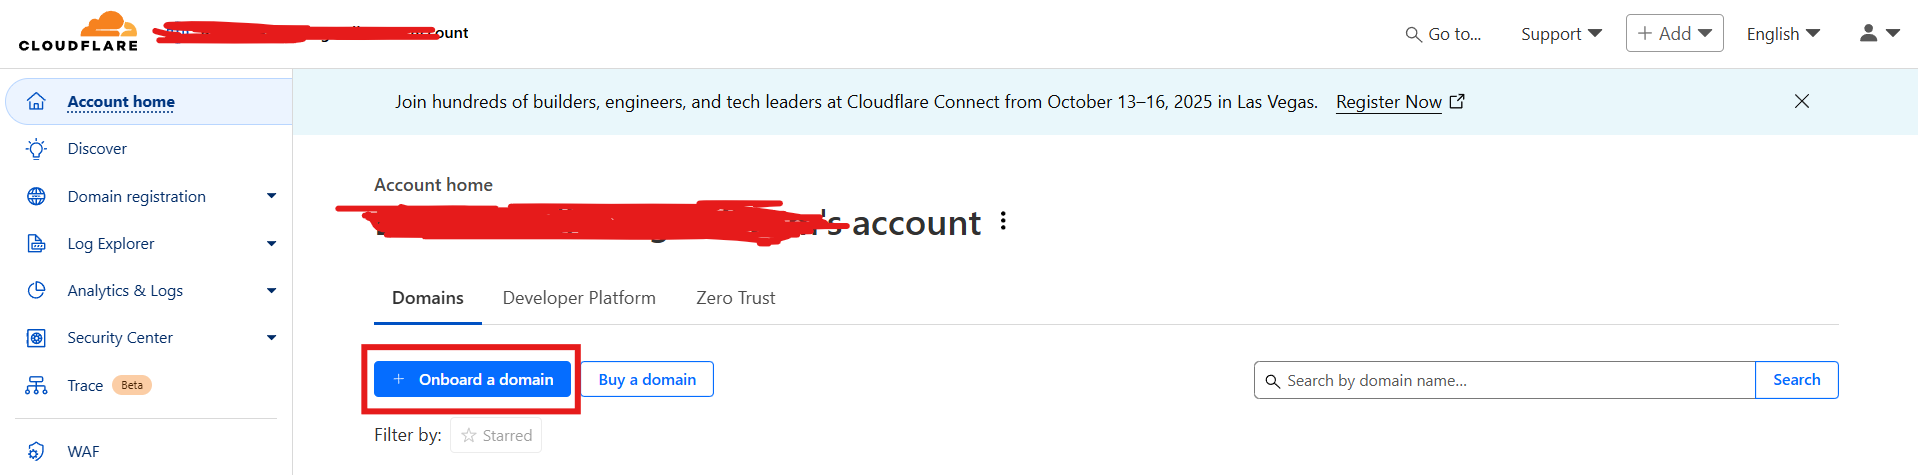 CLOUDFLARE
account
Go to...
Support
+ Add
English
Account home
Discover
Domain registration
Log Explorer
Analytics & Logs
Security Center
Trace Beta
WAF
Join hundreds of builders, engineers, and tech leaders at Cloudflare Connect from October 13–16, 2025 in Las Vegas. Register Now
Account home
's account
Domains Developer Platform Zero Trust
+ Onboard a domain Buy a domain
Search by domain name... Search
Filter by: Starred